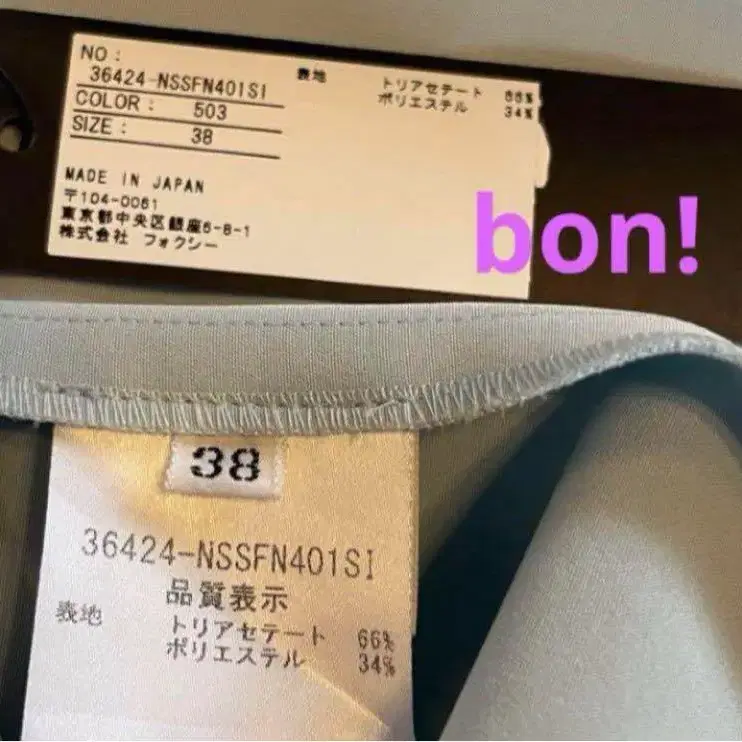 NO :
36424-NSSFN401SI
COLOR : 503
SIZE : 38
表地 トリアセテート 66%
ポリエステル 34%
MADE IN JAPAN
〒104-0061
東京都中央区銀座6-8-1
株式会社 フォクシー
bon!
38
36424-NSSFN401SI
品質表示
表地 トリアセテート 66%
ポリエステル 34%